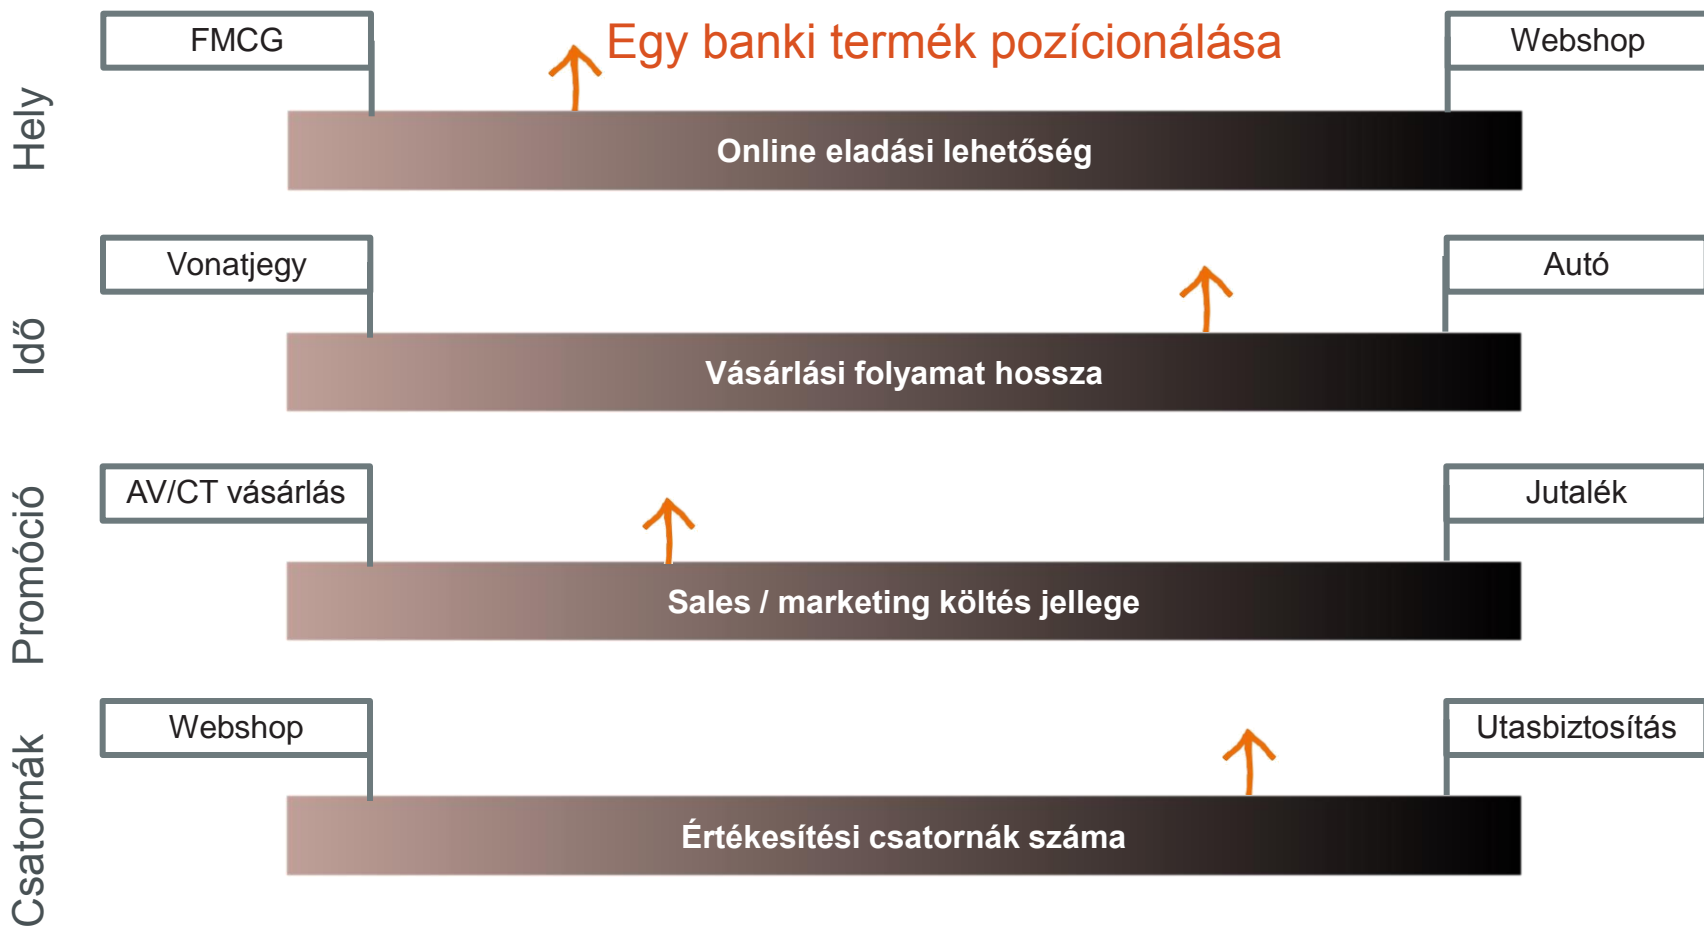 Egy banki termék pozícionálása
Hely
FMCG
Webshop
Online eladási lehetőség
Idő
Vonatjegy
Autó
Vásárlási folyamat hossza
Promóció
AV/CT vásárlás
Jutalék
Sales / marketing költés jellege
Csatornák
Webshop
Utasbiztosítás
Értékesítési csatornák száma